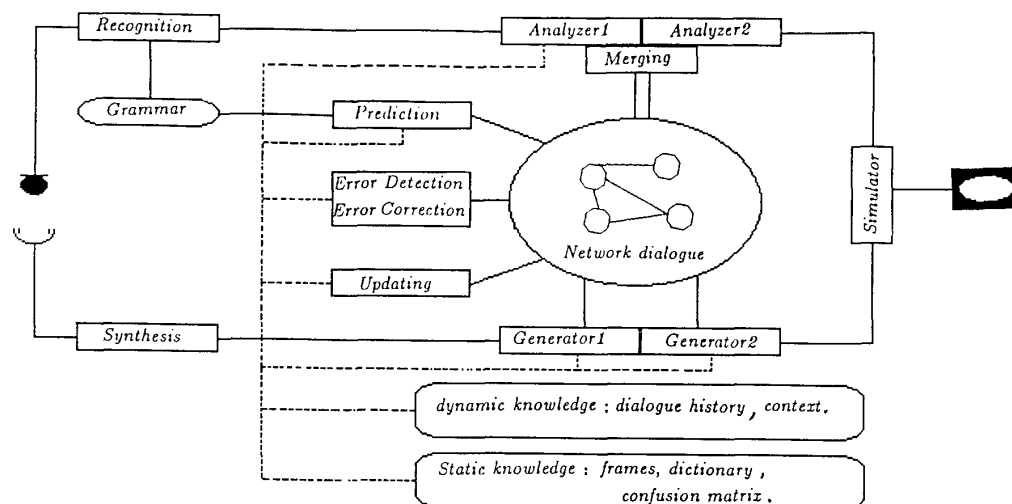 Recognition
Analyzer1
Analyzer2
Merging
Grammar
Prediction
Error Detection
Error Correction
Simulator
Network dialogue
Updating
Synthesis
Generator1
Generator2
dynamic knowledge : dialogue history, context.
Static knowledge : frames, dictionary,
confusion matrix.